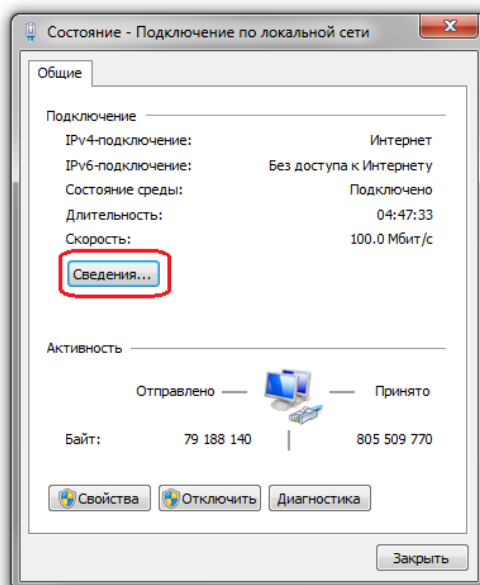 Состояние - Подключение по локальной сети
Общие
Подключение
IPv4-подключение: Интернет
IPv6-подключение: Без доступа к Интернету
Состояние среды: Подключено
Длительность: 04:47:33
Скорость: 100.0 Мбит/с
Сведения...
Активность
Отправлено — — Принято
Байт: 79 188 140 | 805 509 770
Свойства Отключить Диагностика
Закрыть